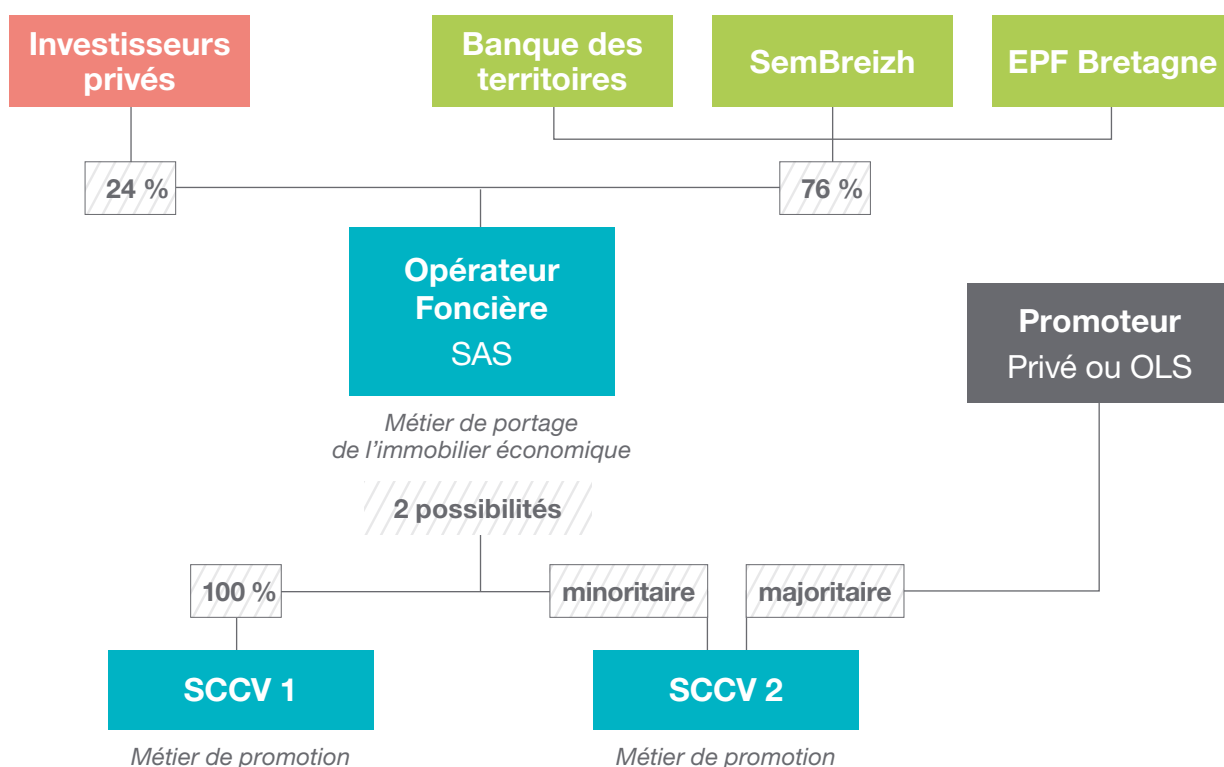 Investisseurs
privés
Banque des
territoires
SemBreizh
EPF Bretagne
24 %
76 %
Opérateur
Foncière
SAS
Promoteur
Privé ou OLS
Métier de portage
de l’immobilier économique
2 possibilités
100 %
minoritaire
majoritaire
SCCV 1
SCCV 2
Métier de promotion
Métier de promotion